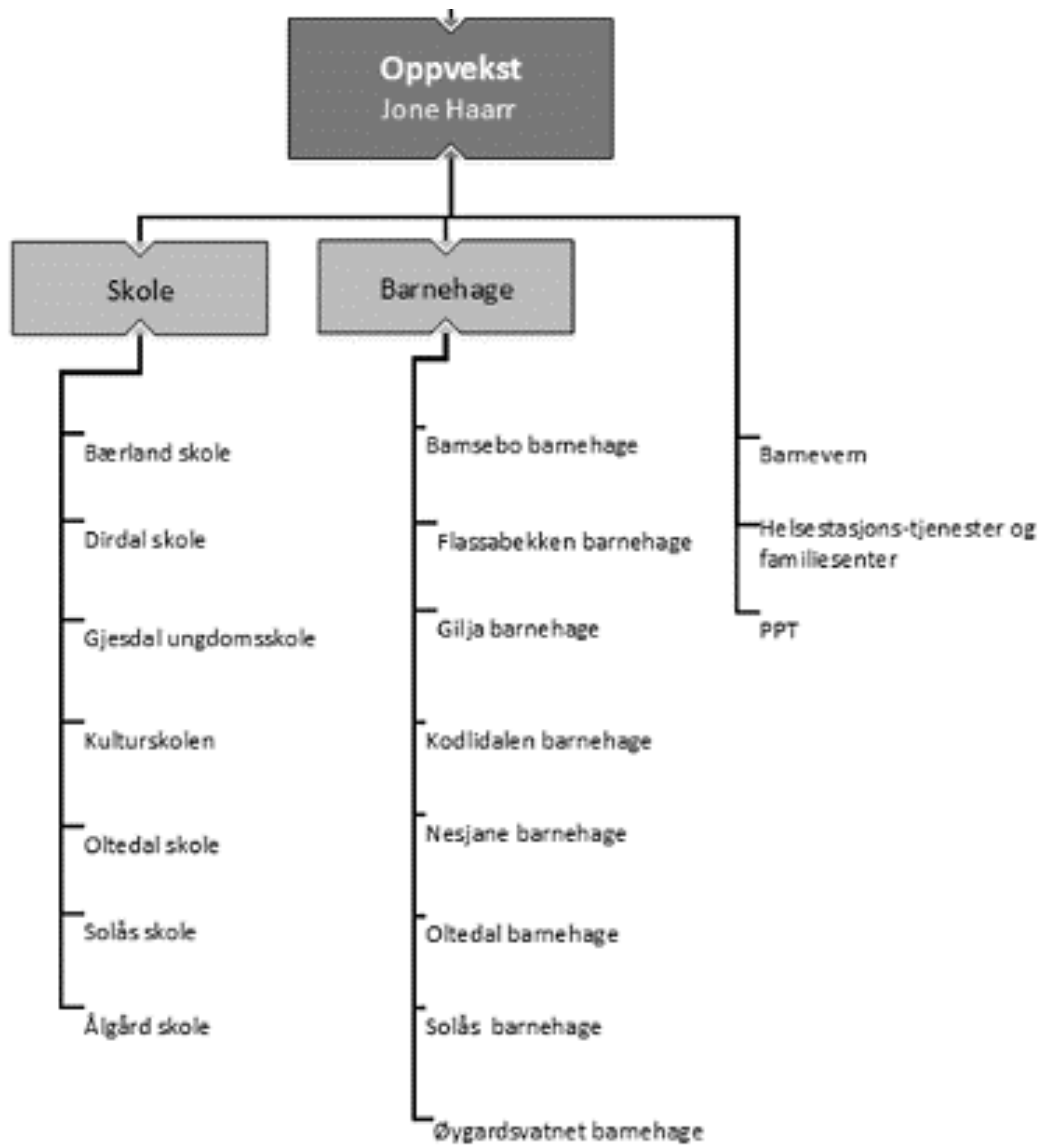 Oppvekst
Jone Haarr
Skole
Barnehage
Bærland skole
Dirdal skole
Gjesdal ungdomsskole
Kulturskolen
Oltedal skole
Solås skole
Ålgård skole
Bamsebo barnehage
Flassabekken barnehage
Gilja barnehage
Kodlidalen barnehage
Nesjane barnehage
Oltedal barnehage
Solås barnehage
Øygardsvatnet barnehage
Barnevern
Helsestasjons-tjenester og
familiesenter
PPT